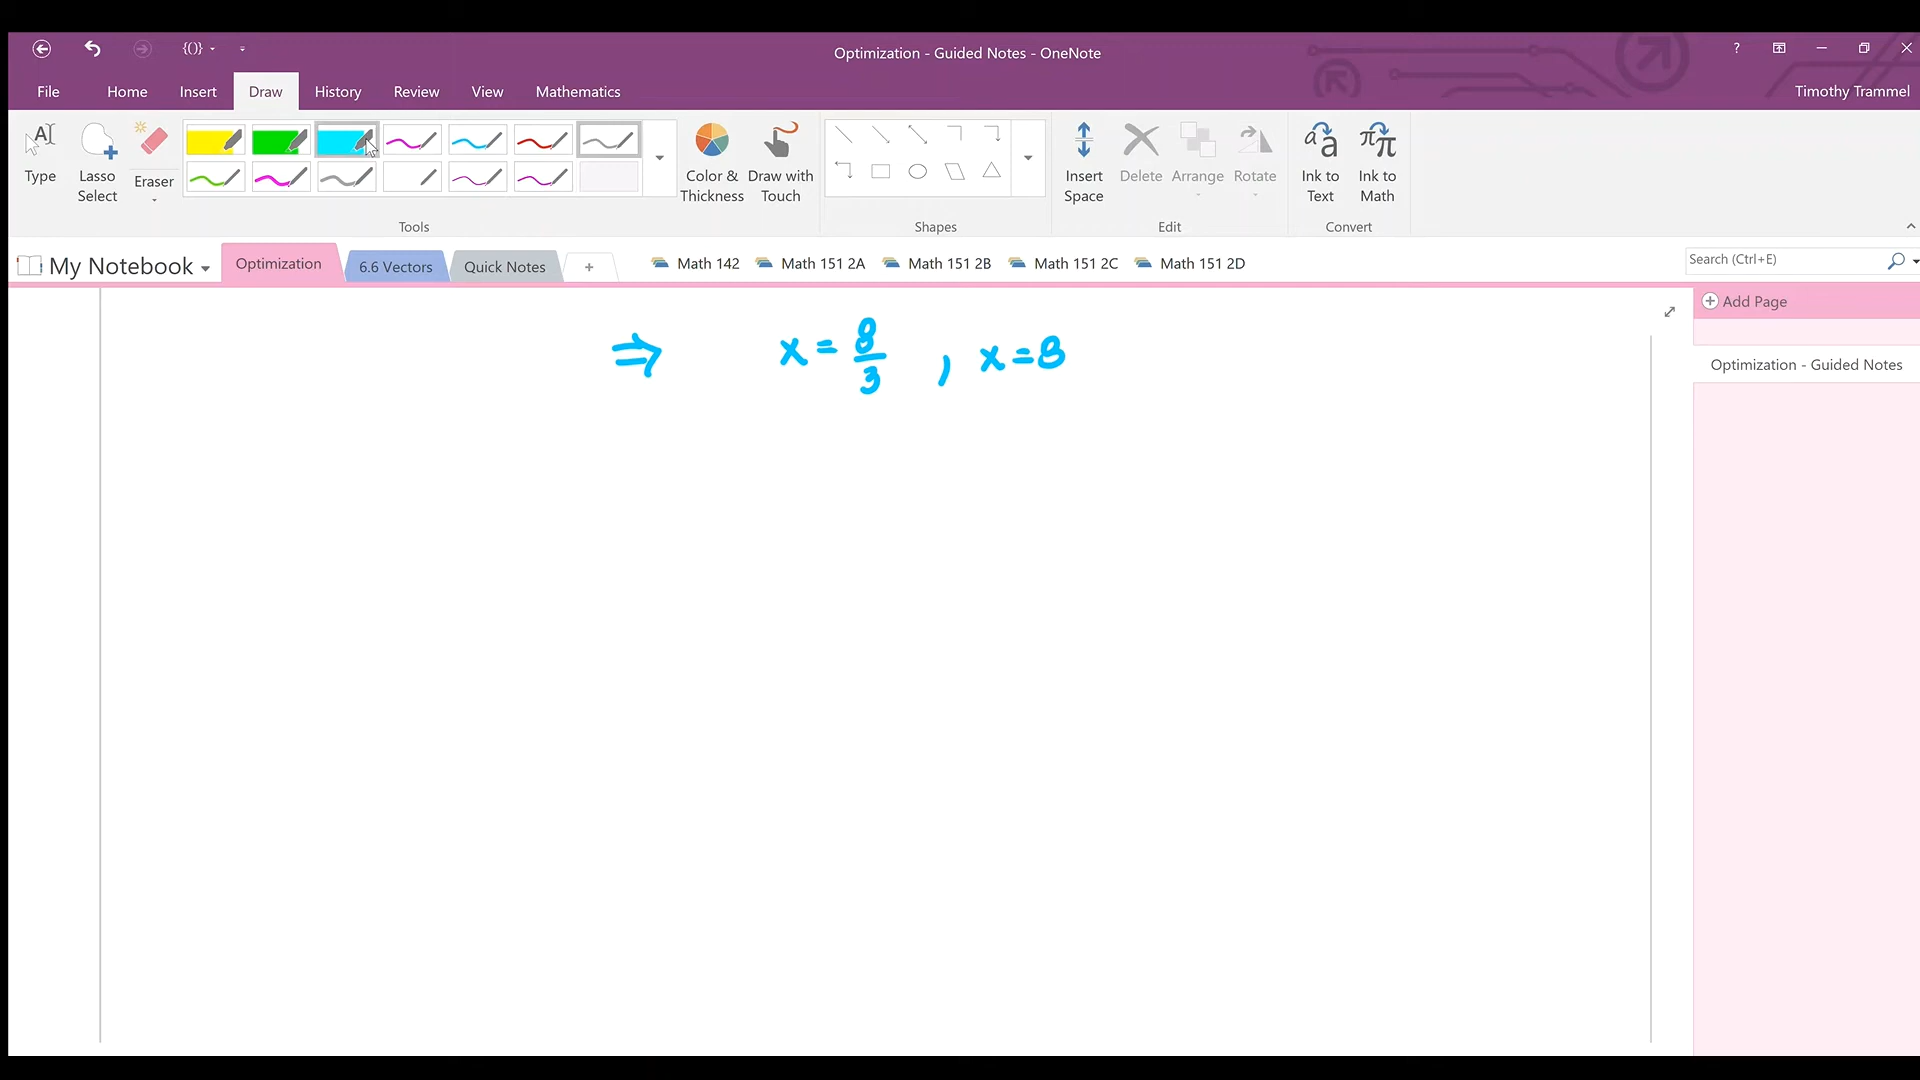 {()}
Optimization - Guided Notes - OneNote
?
File Home Insert Draw History Review View Mathematics
Timothy Trammel
Type
Lasso Select
Eraser
Color & Thickness
Draw with Touch
Insert Space
Delete
Arrange
Rotate
Ink to Text
Ink to Math
Tools
Shapes
Edit
Convert
My Notebook
Optimization
6.6 Vectors
Quick Notes
+
Math 142
Math 151 2A
Math 151 2B
Math 151 2C
Math 151 2D
Search (Ctrl+E)
Add Page
Optimization - Guided Notes
⇒ x = 8/3 , x = 8